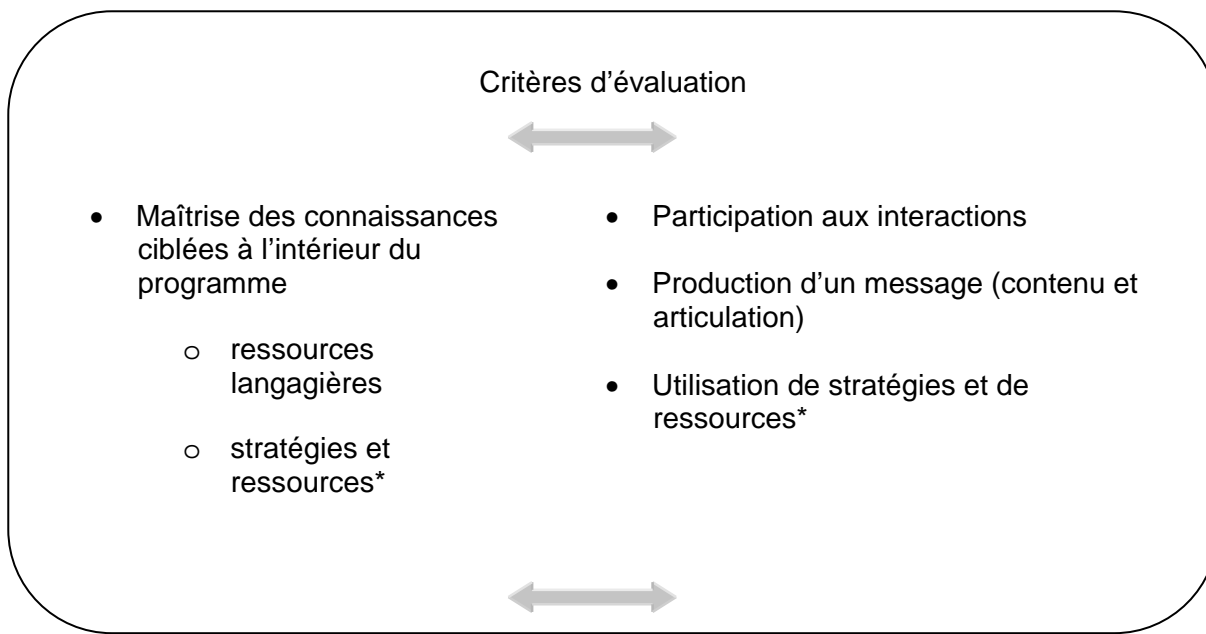 Critères d’évaluation
• Maîtrise des connaissances
ciblées à l’intérieur du
programme
o ressources
langagières
o stratégies et
ressources*
• Participation aux interactions
• Production d’un message (contenu et
articulation)
• Utilisation de stratégies et de
ressources*